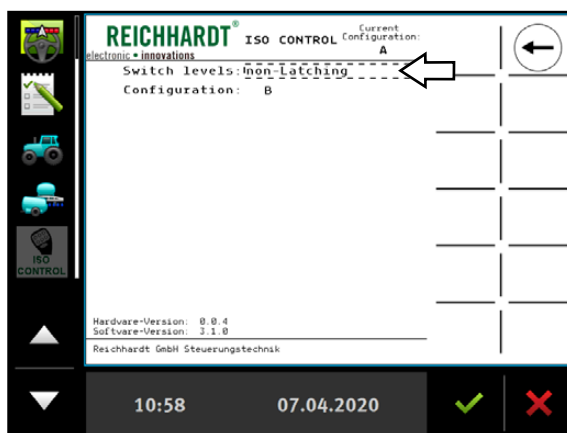 REICHHARDT®
electronic • innovations
ISO CONTROL
Current
Configuration:
A
Switch levels: non-Latching
Configuration: B
ISO
CONTROL
Hardware-Version: 0.0.4
Software-Version: 3.1.0
Reichhardt GmbH Steuerungstechnik
10:58 07.04.2020